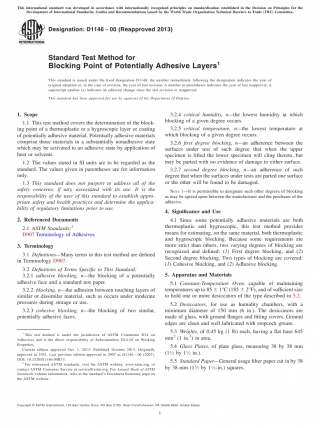 This international standard was developed in accordance with internationally recognized principles on standardization established in the Decision on Principles for the
Development of International Standards, Guides and Recommendations issued by the World Trade Organization Technical Barriers to Trade (TBT) Committee.
Designation: D1146 − 00 (Reapproved 2013)
INTERNATIONAL
Standard Test Method for
Blocking Point of Potentially Adhesive Layers1
This standard is issued under the fixed designation D1146; the number immediately following the designation indicates the year of
original adoption or, in the case of revision, the year of last revision. A number in parentheses indicates the year of last reapproval. A
superscript epsilon (ε) indicates an editorial change since the last revision or reapproval.
This standard has been approved for use by agencies of the Department of Defense.
1. Scope
1.1 This test method covers the determination of the block-
ing point of a thermoplastic or a hygroscopic layer or coating
of potentially adhesive material. Potentially adhesive materials
comprise those materials in a substantially nonadhesive state
which may be activated to an adhesive state by application of
heat or solvents.
1.2 The values stated in SI units are to be regarded as the
standard. The values given in parentheses are for information
only.
1.3 This standard does not purport to address all of the
safety concerns, if any, associated with its use. It is the
responsibility of the user of this standard to establish appro-
priate safety and health practices and determine the applica-
bility of regulatory limitations prior to use.
2. Referenced Documents
2.1 ASTM Standards:2
D907 Terminology of Adhesives
3. Terminology
3.1 Definitions—Many terms in this test method are defined
in Terminology D907.
3.2 Definitions of Terms Specific to This Standard:
3.2.1 adhesive blocking, n—the blocking of a potentially
adhesive face and a standard test paper.
3.2.2 blocking, n—the adhesion between touching layers of
similar or dissimilar material, such as occurs under moderate
pressures during storage or use.
3.2.3 cohesive blocking, n—the blocking of two similar,
potentially adhesive faces.
1 This test method is under the jurisdiction of ASTM Committee D14 on
Adhesives and is the direct responsibility of Subcommittee D14.10 on Working
Properties.
Current edition approved Oct. 1, 2013. Published October 2013. Originally
approved in 1951. Last previous edition approved in 2007 as D1146 – 00 (2007).
DOI: 10.1520/D1146-00R13.
2 For referenced ASTM standards, visit the ASTM website, www.astm.org, or
contact ASTM Customer Service at service@astm.org. For Annual Book of ASTM
Standards volume information, refer to the standard's Document Summary page on
the ASTM website.
3.2.4 critical humidity, n—the lowest humidity at which
blocking of a given degree occurs.
3.2.5 critical temperature, n—the lowest temperature at
which blocking of a given degree occurs.
3.2.6 first degree blocking, n—an adherence between the
surfaces under test of such degree that when the upper
specimen is lifted the lower specimen will cling thereto, but
may be parted with no evidence of damage to either surface.
3.2.7 second degree blocking, n—an adherence of such
degree that when the surfaces under test are parted one surface
or the other will be found to be damaged.
NOTE 1—It is permissible to designate such other degrees of blocking
as may be agreed upon between the manufacturer and the purchaser of the
adhesive.
4. Significance and Use
4.1 Since some potentially adhesive materials are both
thermoplastic and hygroscopic, this test method provides
means for estimating, on the same material, both thermoplastic
and hygroscopic blocking. Because some requirements are
more strict than others, two varying degrees of blocking are
recognized and defined: (1) First degree blocking, and (2)
Second degree blocking. Two types of blocking are covered:
(1) Cohesive blocking, and (2) Adhesive blocking.
5. Apparatus and Materials
5.1 Constant-Temperature Oven, capable of maintaining
temperatures up to 85 ± 1°C (185 ± 2°F), and of sufficient size
to hold one or more desiccators of the type described in 5.2.
5.2 Desiccators, for use as humidity chambers, with a
minimum diameter of 150 mm (6 in.). The desiccators are
made of glass, with ground flanges and fitting covers. Ground
edges are clean and well lubricated with stopcock grease.
5.3 Weights, of 0.45 kg (1 lb) each, having a flat base 645
mm2 (1 in.2) in area.
5.4 Glass Plates, of plate glass, measuring 38 by 38 mm
(1½ by 1½ in.).
5.5 Standard Paper—General usage filter paper cut in by 38
by 38-mm (1½ by 1½-in.) squares.
Copyright © ASTM International, 100 Barr Harbor Drive, PO Box C700, West Conshohocken, PA 19428-2959. United States
1